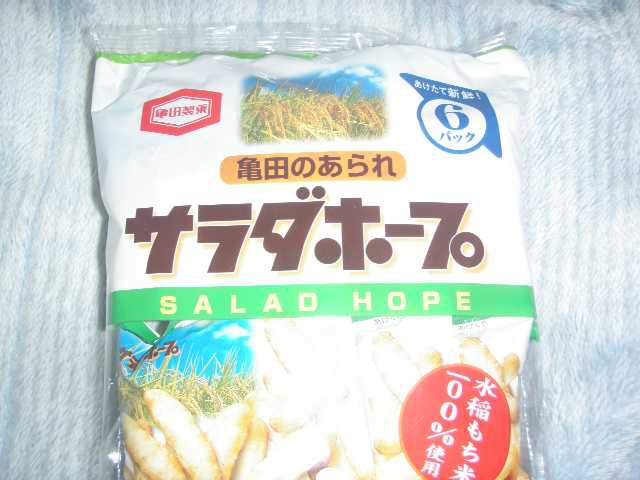 亀田製菓
あけたて新鮮!
6
パック
亀田のあられ
サラダホープ
SALAD HOPE
水稲もち米
100%使用